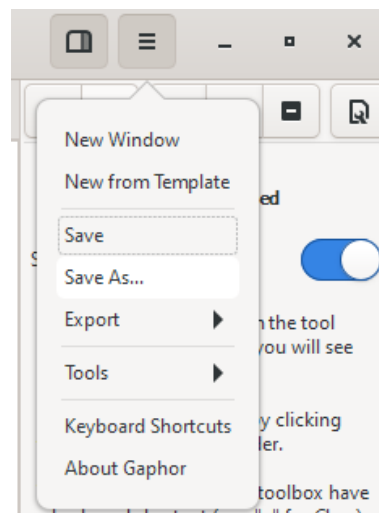 New Window
New from Template
ed
Save
Save As...
Export
n the tool
you will see
Tools
Keyboard Shortcuts
y clicking
der.
About Gaphor
toolbox have